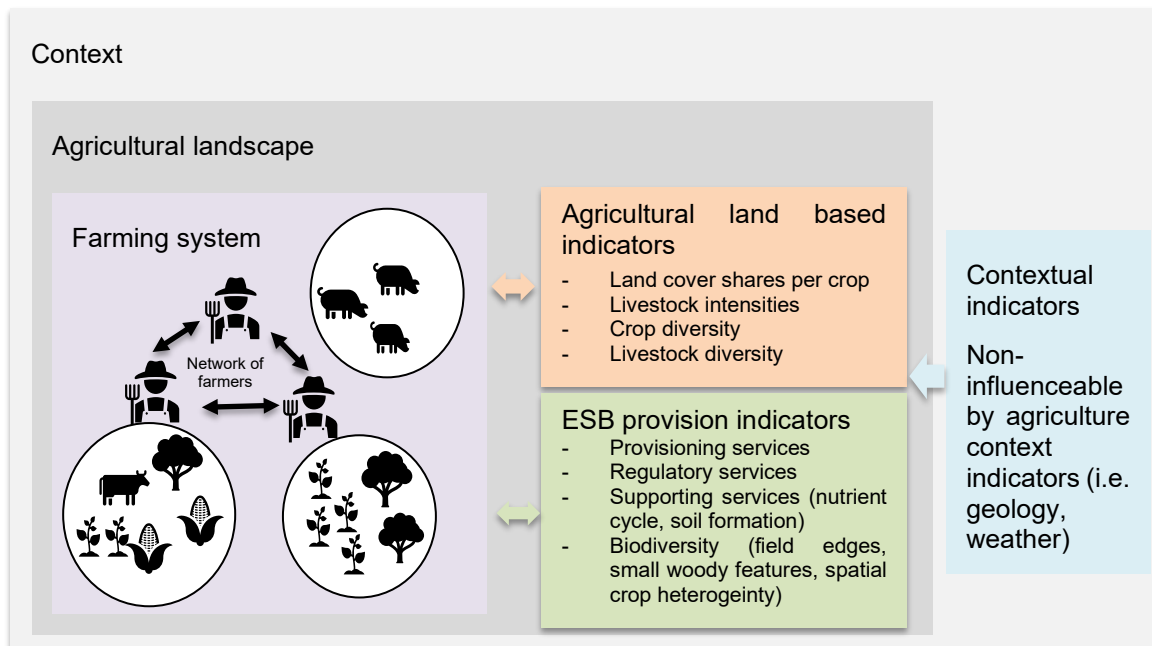 Context
Agricultural landscape
Farming system
Network of
farmers
Agricultural land based
indicators
- Land cover shares per crop
- Livestock intensities
- Crop diversity
- Livestock diversity
ESB provision indicators
- Provisioning services
- Regulatory services
- Supporting services (nutrient
cycle, soil formation)
- Biodiversity (field edges,
small woody features, spatial
crop heterogeinty)
Contextual
indicators
Non-
influenceable
by agriculture
context
indicators (i.e.
geology,
weather)